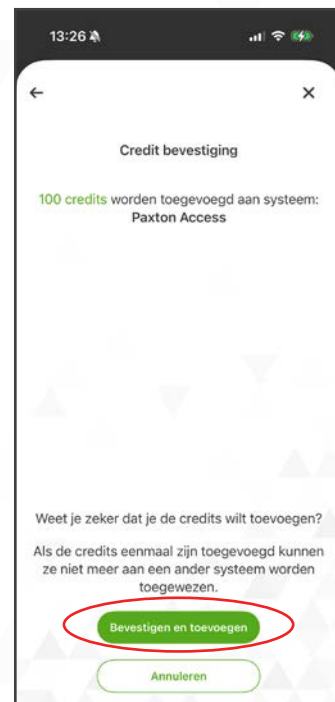 13:26
Credit bevestiging
100 credits worden toegevoegd aan systeem:
Paxton Access
Weet je zeker dat je de credits wilt toevoegen?
Als de credits eenmaal zijn toegevoegd kunnen
ze niet meer aan een ander systeem worden
toegewezen.
Bevestigen en toevoegen
Annuleren